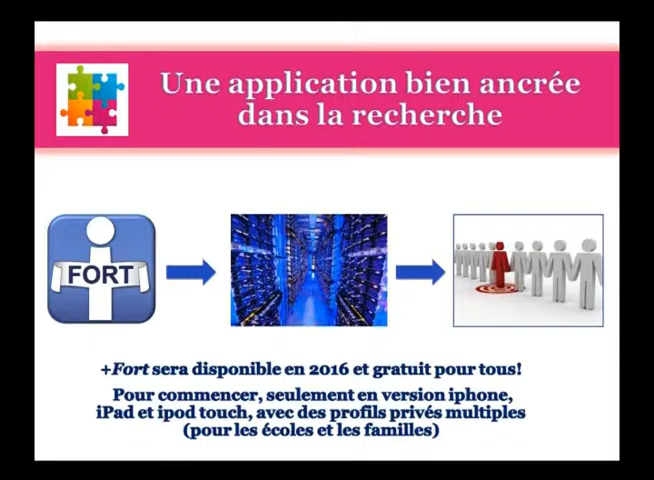 Une application bien ancrée
dans la recherche
FORT
+Fort sera disponible en 2016 et gratuit pour tous!
Pour commencer, seulement en version iphone,
iPad et ipod touch, avec des profils privés multiples
(pour les écoles et les familles)